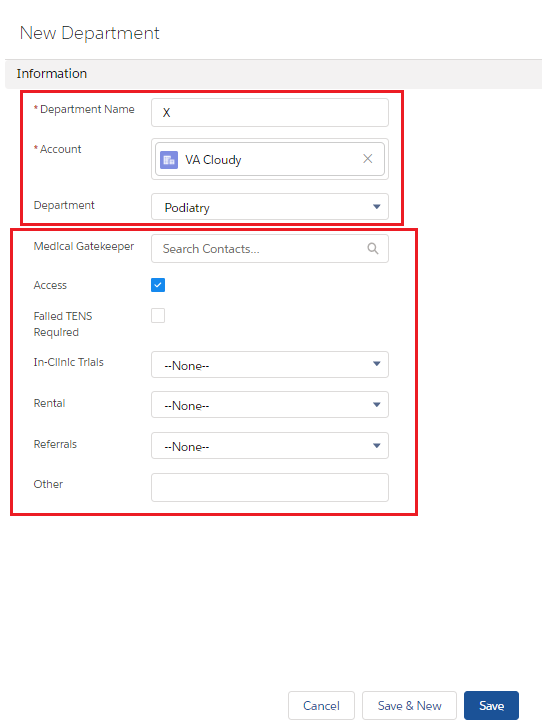 New Department
Information
* Department Name
X
* Account
VA Cloudy
Department
Podiatry
Medical Gatekeeper
Search Contacts...
Access
Failed TENS
Required
In-Clinic Trials
--None--
Rental
--None--
Referrals
--None--
Other
Cancel
Save & New
Save